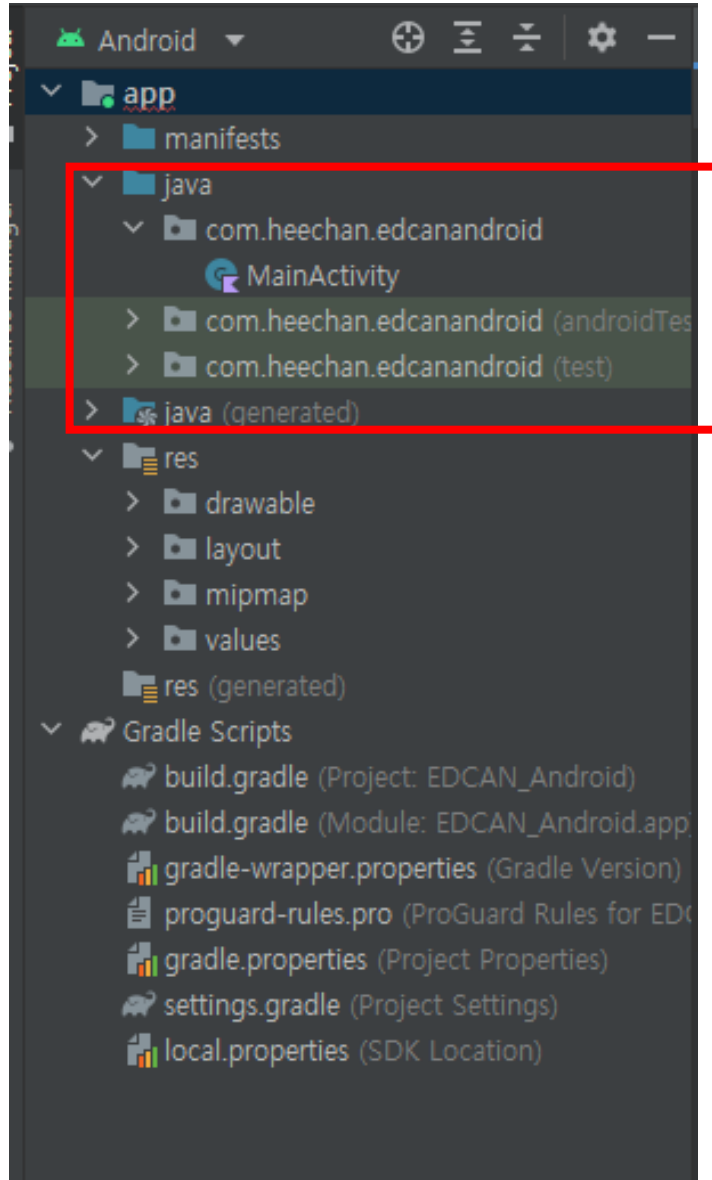 Android
app
manifests
java
com.heechan.edcanandroid
MainActivity
com.heechan.edcanandroid (androidTes
com.heechan.edcanandroid (test)
java (generated)
res
drawable
layout
mipmap
values
res (generated)
Gradle Scripts
build.gradle (Project: EDCAN_Android)
build.gradle (Module: EDCAN_Android.app)
gradle-wrapper.properties (Gradle Version)
proguard-rules.pro (ProGuard Rules for EDC
gradle.properties (Project Properties)
settings.gradle (Project Settings)
local.properties (SDK Location)